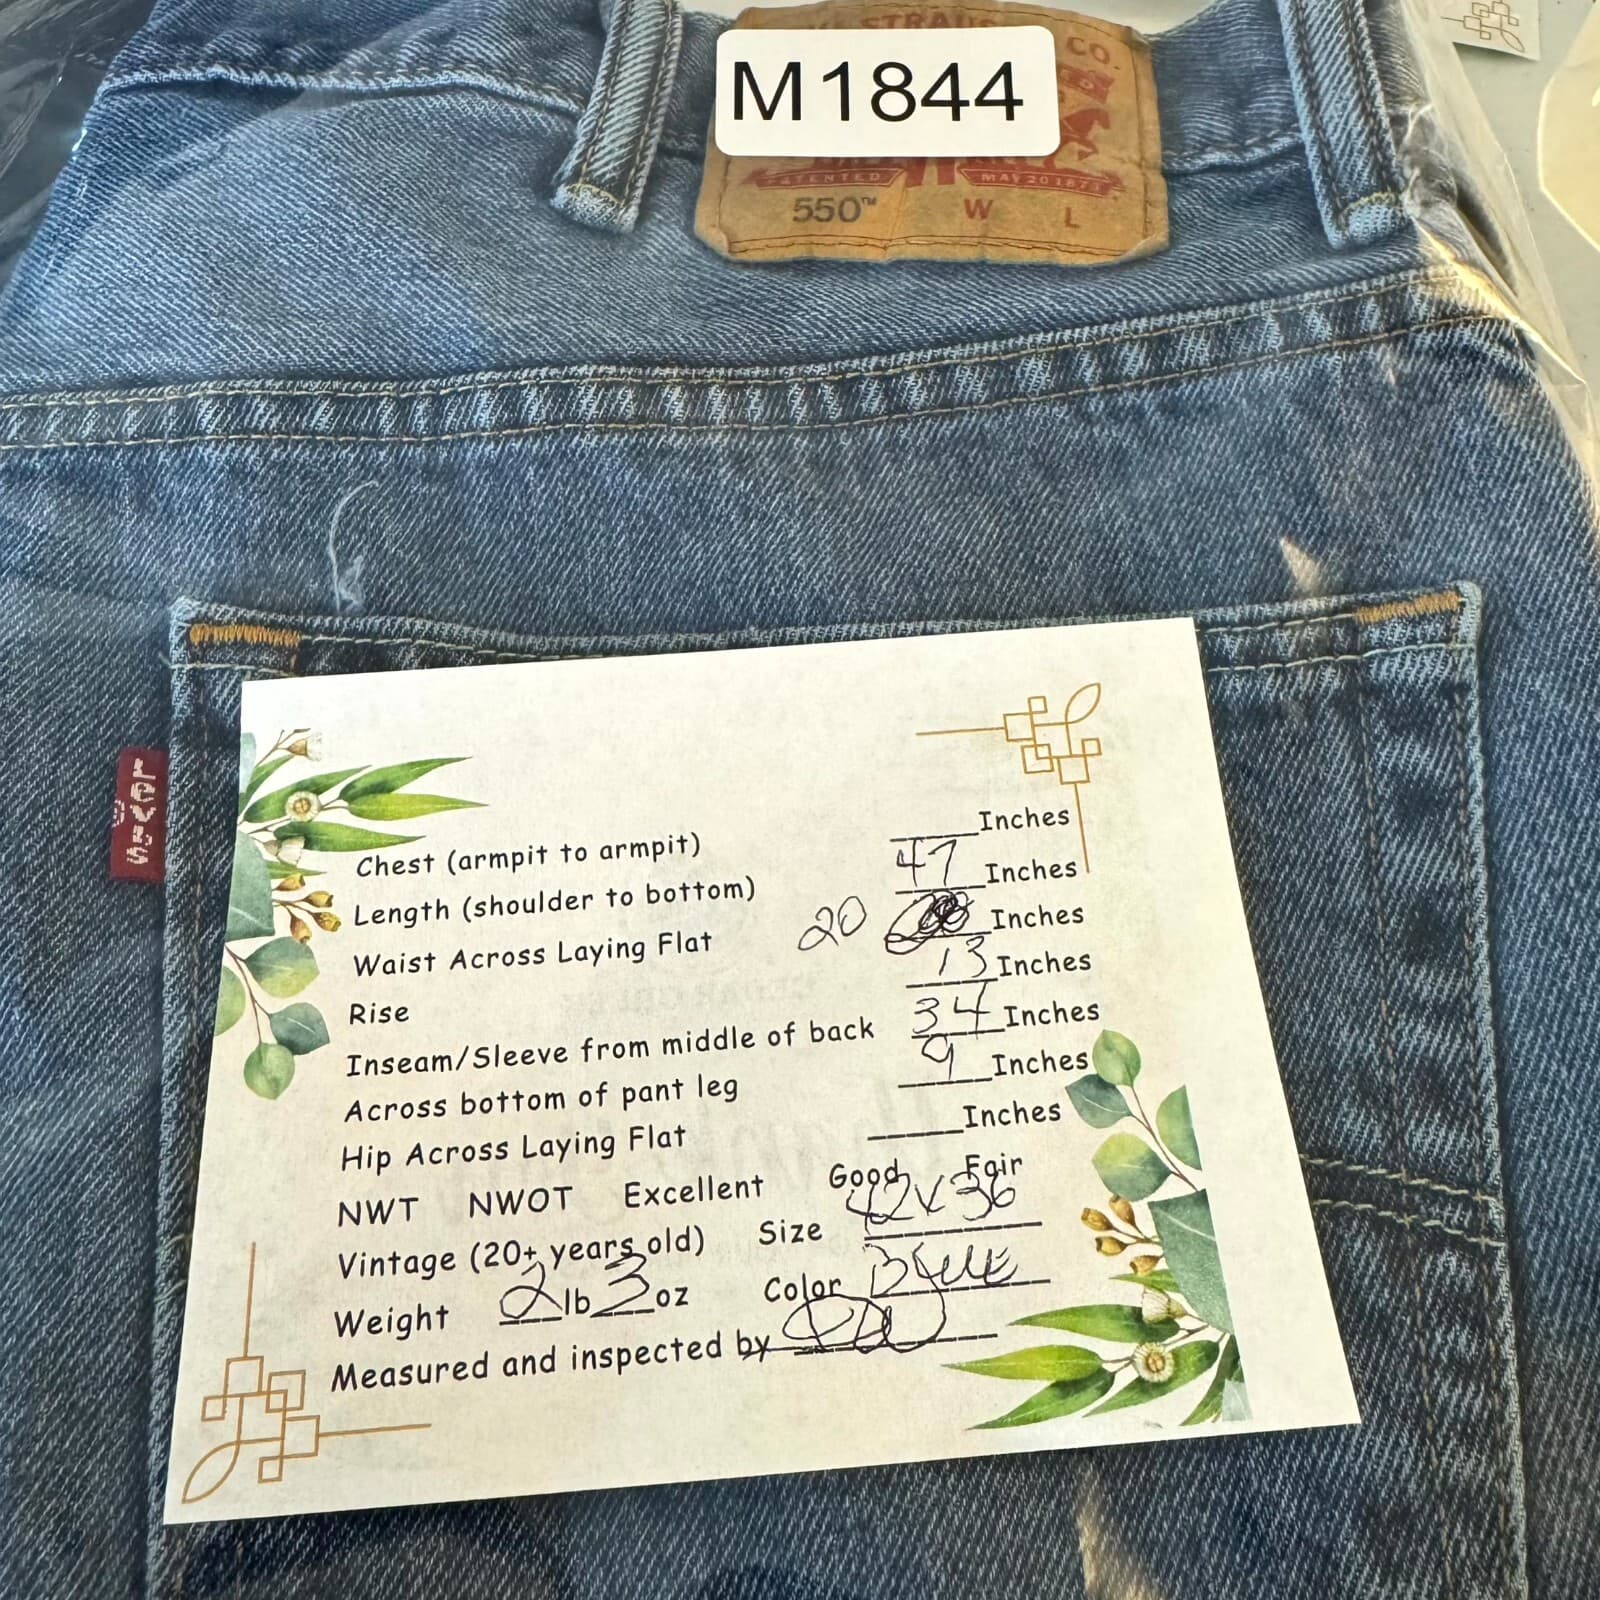 STRAUSS
CO.
M1844
PATENTED MAY 20 1873
550™ W L
LEVI'S
Chest (armpit to armpit) _____Inches
Length (shoulder to bottom) 47 Inches
Waist Across Laying Flat 20 Inches
Rise 13 Inches
Inseam/Sleeve from middle of back 34 Inches
Across bottom of pant leg 9 Inches
Hip Across Laying Flat _____Inches
NWT NWOT Excellent Good Fair
Vintage (20+ years old) Size 42x36
Weight 2 lb 3 oz Color Blue
Measured and inspected by